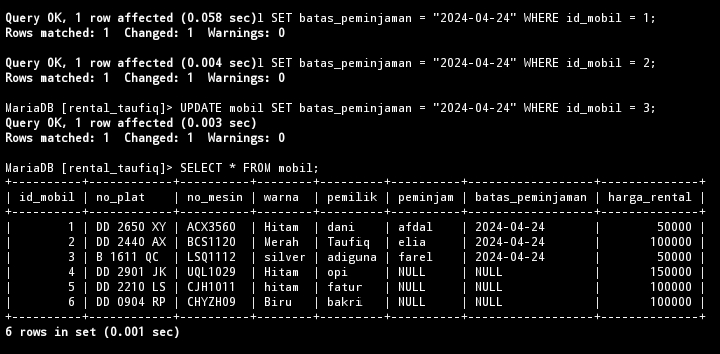 Query OK, 1 row affected (0.058 sec)l SET batas_peminjaman = "2024-04-24" WHERE id_mobil = 1;
Rows matched: 1  Changed: 1  Warnings: 0
Query OK, 1 row affected (0.004 sec)l SET batas_peminjaman = "2024-04-24" WHERE id_mobil = 2;
Rows matched: 1  Changed: 1  Warnings: 0
MariaDB [rental_taufiq]> UPDATE mobil SET batas_peminjaman = "2024-04-24" WHERE id_mobil = 3;
Query OK, 1 row affected (0.003 sec)
Rows matched: 1  Changed: 1  Warnings: 0
MariaDB [rental_taufiq]> SELECT * FROM mobil;
+----------+------------+----------+--------+---------+----------+------------------+--------------+
| id_mobil | no_plat    | no_mesin | warna  | pemilik | peminjam | batas_peminjaman | harga_rental |
+----------+------------+----------+--------+---------+----------+------------------+--------------+
|        1 | DD 2650 XY | ACX3560  | Hitam  | dani    | afdal    | 2024-04-24       |        50000 |
|        2 | DD 2440 AX | BCS1120  | Merah  | Taufiq  | elia     | 2024-04-24       |       100000 |
|        3 | B 1611 QC  | LSQ1112  | silver | adiguna | farel    | 2024-04-24       |        50000 |
|        4 | DD 2901 JK | UQL1029  | Hitam  | opi     | NULL     | NULL             |       150000 |
|        5 | DD 2210 LS | CJH1011  | hitam  | fatur   | NULL     | NULL             |       100000 |
|        6 | DD 0904 RP | CHYZH09  | Biru   | bakri   | NULL     | NULL             |       100000 |
+----------+------------+----------+--------+---------+----------+------------------+--------------+
6 rows in set (0.001 sec)